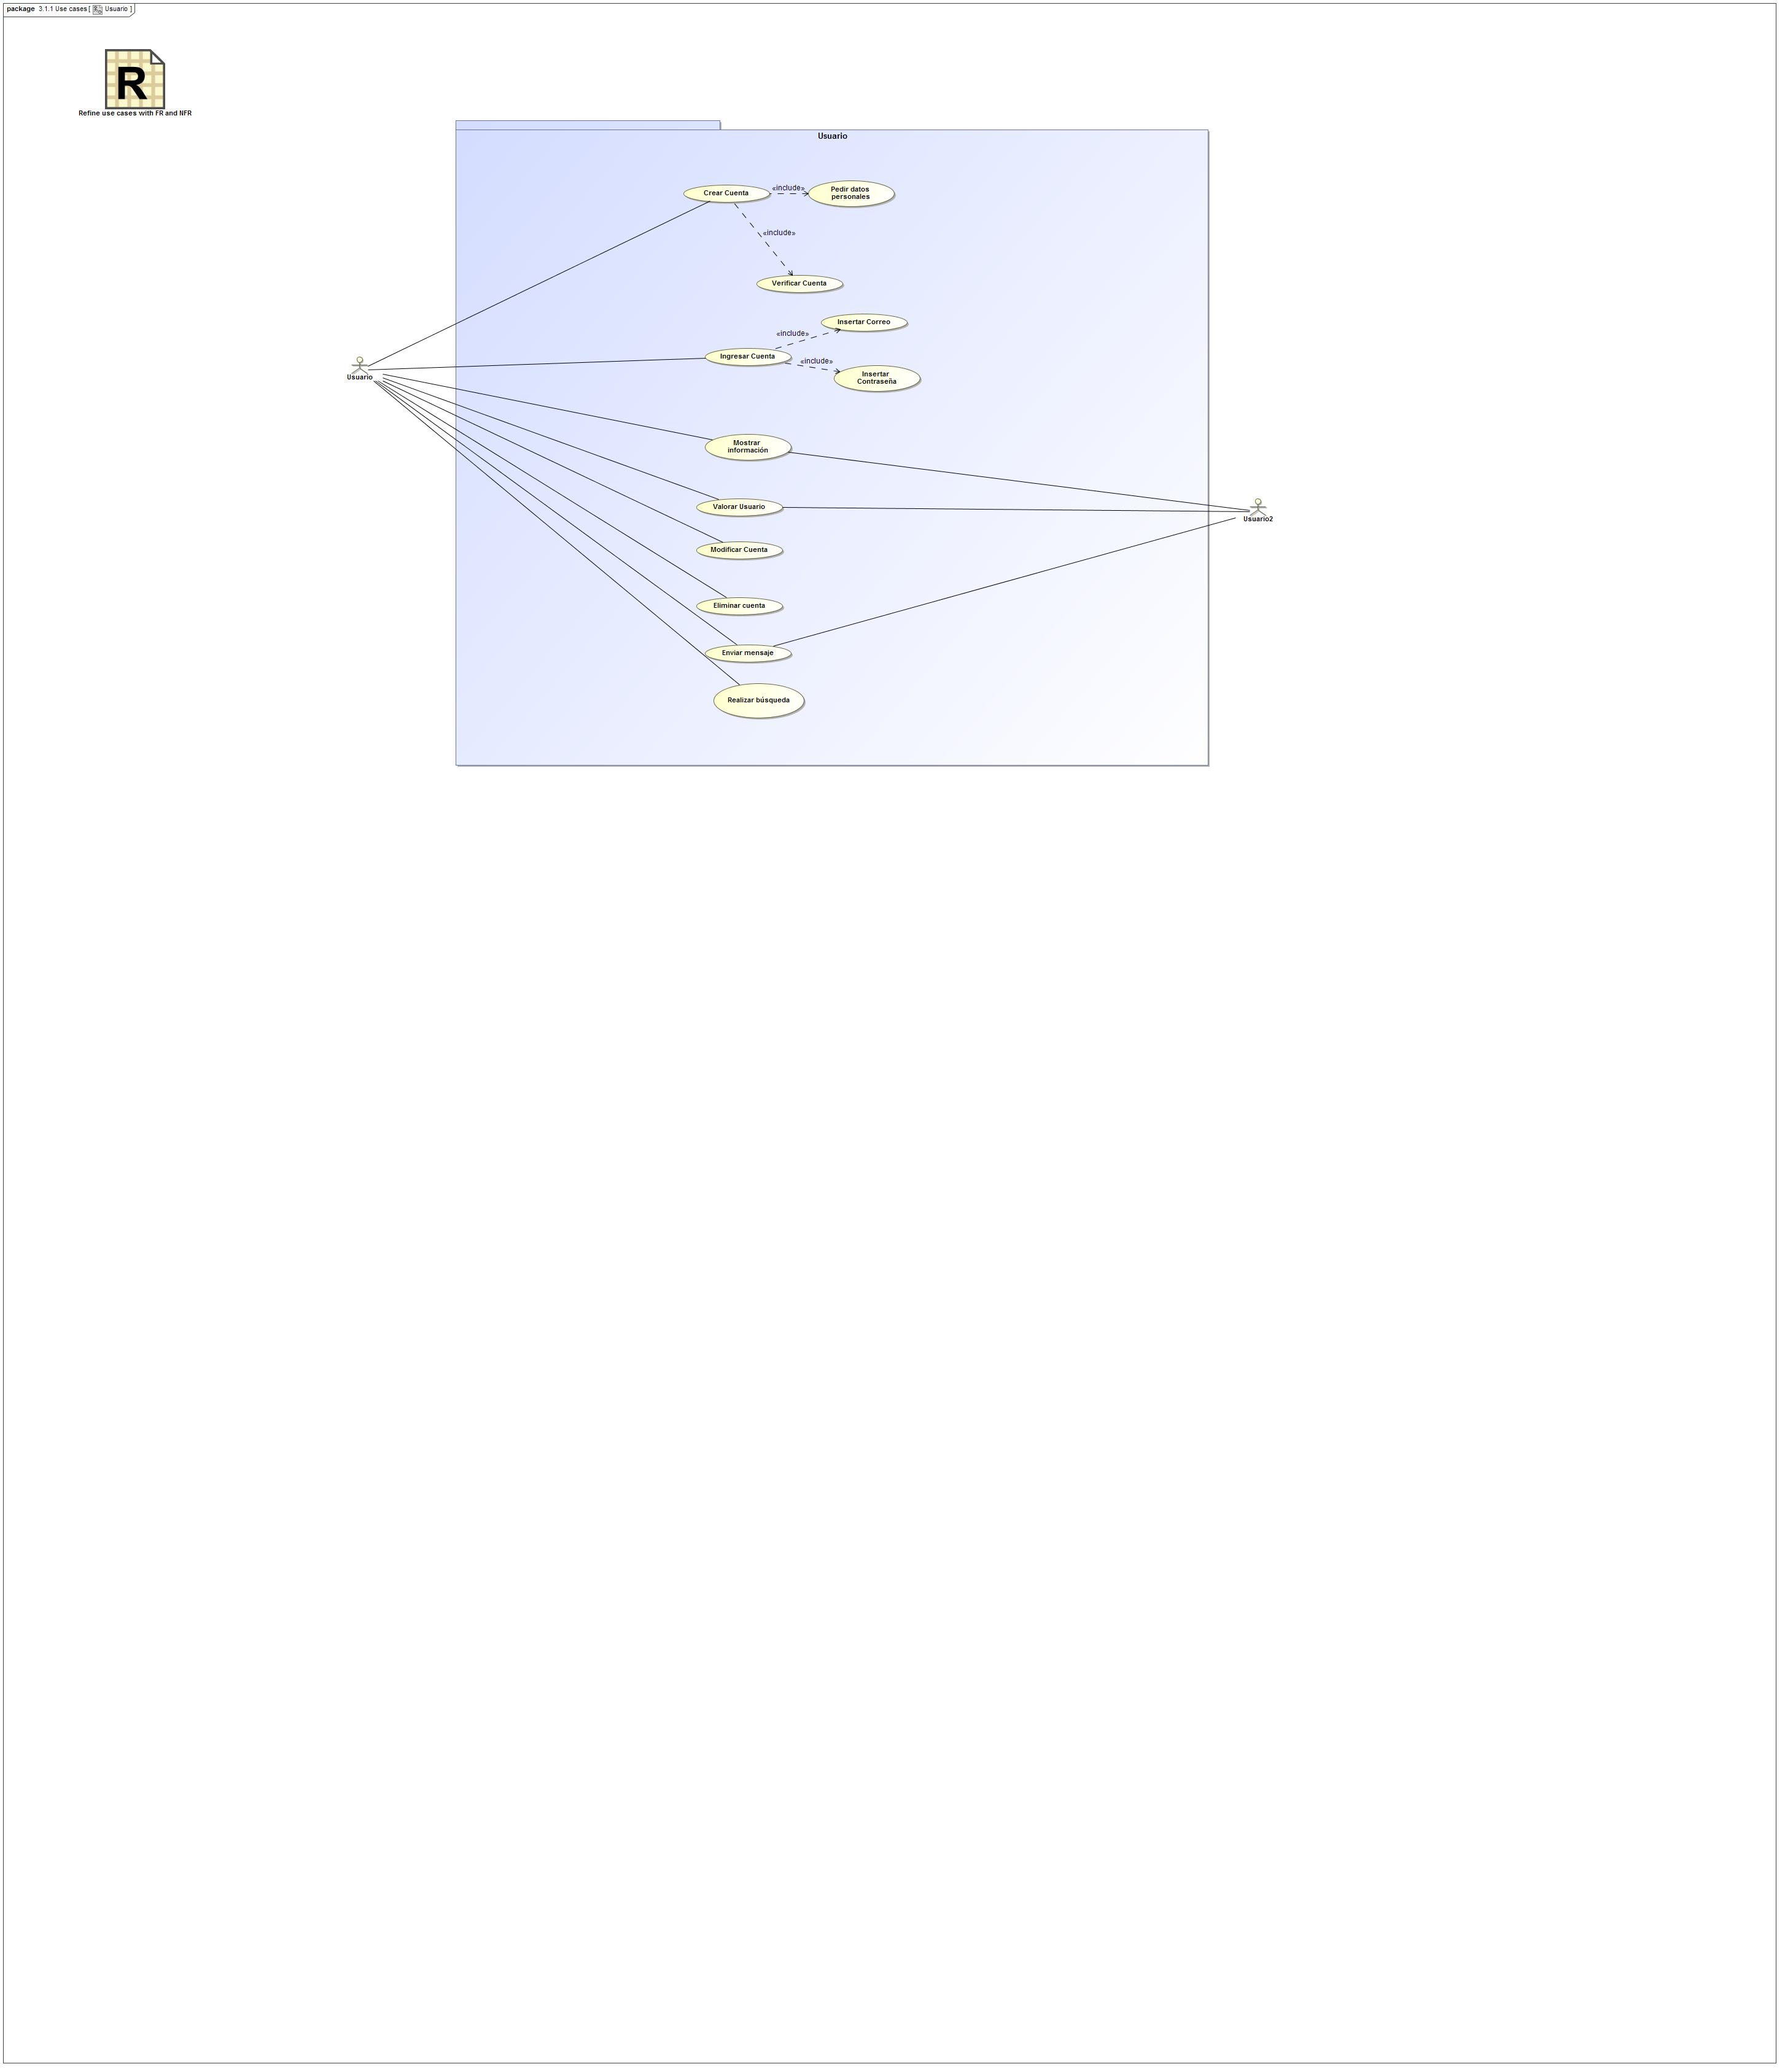 package 3.1.1 Use cases [ Usuario ]
R
Refine use cases with FR and NFR
Usuario
Crear Cuenta
«include»
Pedir datos
personales
«include»
Verificar Cuenta
Insertar Correo
«include»
Ingresar Cuenta
«include»
Insertar
Contraseña
Usuario
Mostrar
información
Valorar Usuario
Usuario2
Modificar Cuenta
Eliminar cuenta
Enviar mensaje
Realizar búsqueda